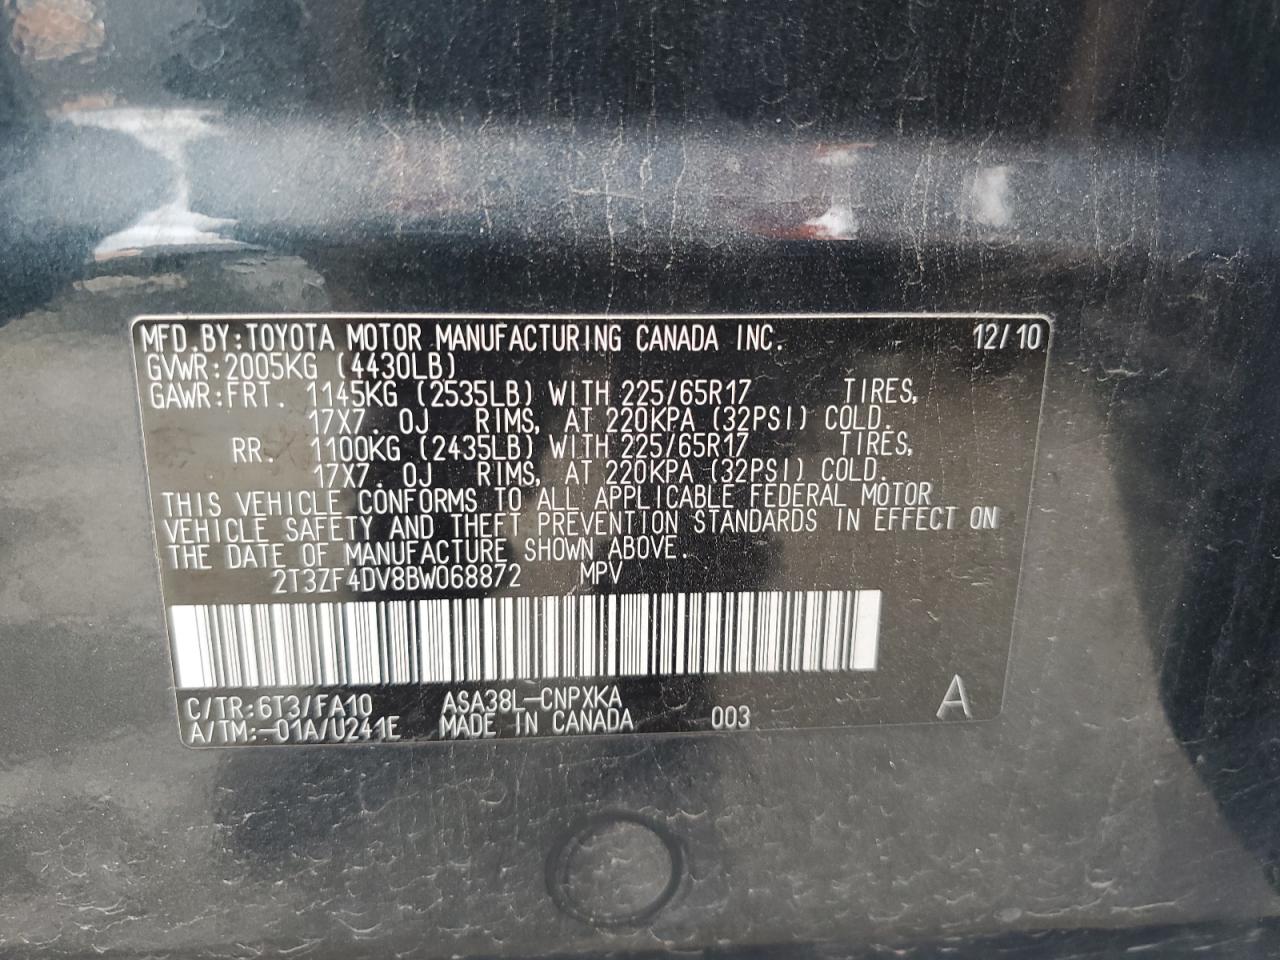 MFD.BY:TOYOTA MOTOR MANUFACTURING CANADA INC. 12/10
GVWR:2005KG (4430LB)
GAWR:FRT. 1145KG (2535LB) WITH 225/65R17 TIRES,
17X7. 0J RIMS, AT 220KPA (32PSI) COLD.
RR. 1100KG (2435LB) WITH 225/65R17 TIRES,
17X7. 0J RIMS, AT 220KPA (32PSI) COLD.
THIS VEHICLE CONFORMS TO ALL APPLICABLE FEDERAL MOTOR
VEHICLE SAFETY AND THEFT PREVENTION STANDARDS IN EFFECT ON
THE DATE OF MANUFACTURE SHOWN ABOVE.
2T3ZF4DV8BW068872 MPV
C/TR:6T3/FA10 ASA38L-CNPXKA
A/TM:-01A/U241E MADE IN CANADA 003 A